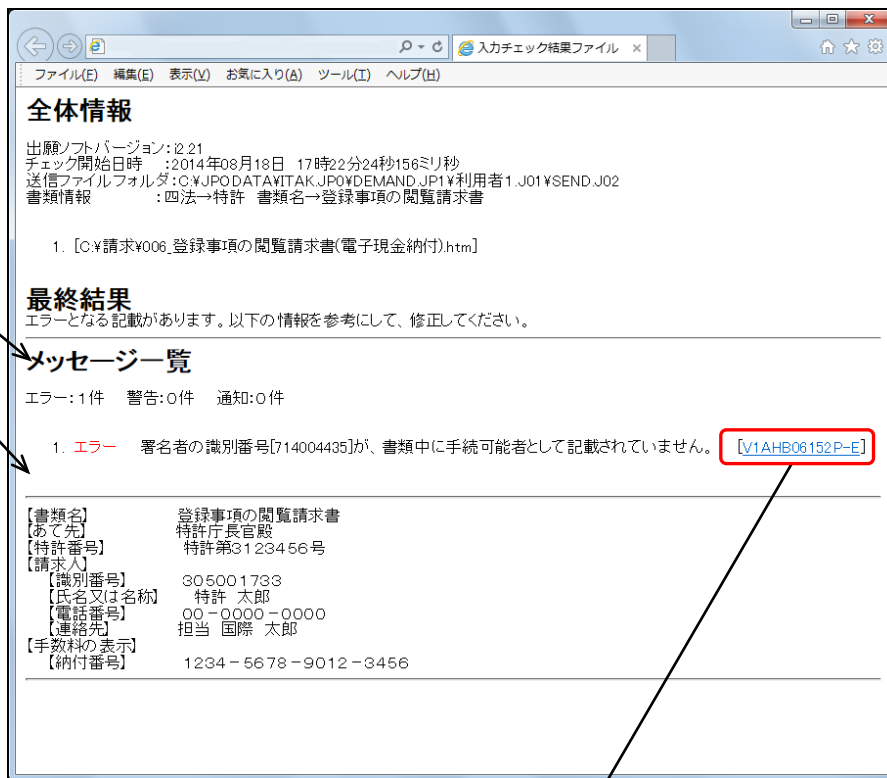 入力チェック結果ファイル
ファイル(F) 編集(E) 表示(V) お気に入り(A) ツール(T) ヘルプ(H)
全体情報
出願ソフトバージョン:i2.21
チェック開始日時 :2014年08月18日 17時22分24秒156ミリ秒
送信ファイルフォルダ:C:¥JPODATA¥ITAK.JP0¥DEMAND.JP1¥利用者1.J01¥SEND.J02
書類情報 :四法→特許 書類名→登録事項の閲覧請求書
1. [C:¥請求¥006_登録事項の閲覧請求書(電子現金納付).htm]
最終結果
エラーとなる記載があります。以下の情報を参考にして、修正してください。
メッセージ一覧
エラー:1件 警告:0件 通知:0件
1. エラー 署名者の識別番号[714004435]が、書類中に手続可能者として記載されていません。 [V1AHB06152P-E]
【書類名】 登録事項の閲覧請求書
【あて先】 特許庁長官殿
【特許番号】 特許第3123456号
【請求人】
【識別番号】 305001733
【氏名又は名称】 特許 太郎
【電話番号】 00-0000-0000
【連絡先】 担当 国際 太郎
【手数料の表示】
【納付番号】 1234-5678-9012-3456